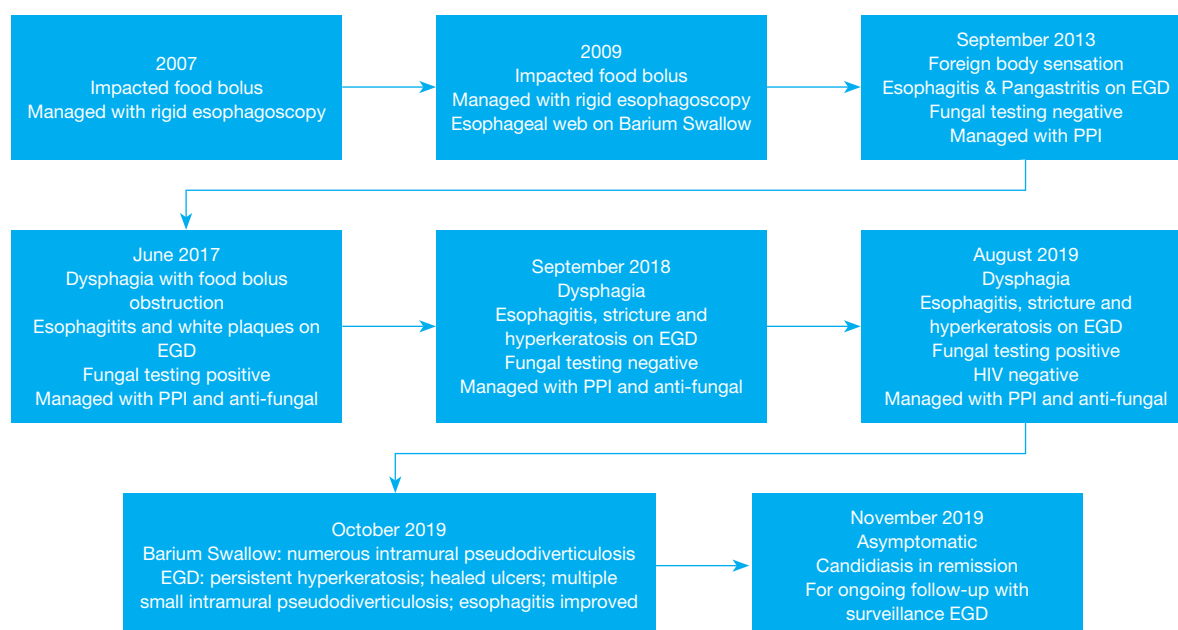 2007
Impacted food bolus
Managed with rigid esophagoscopy
2009
Impacted food bolus
Managed with rigid esophagoscopy
Esophageal web on Barium Swallow
September 2013
Foreign body sensation
Esophagitis & Pangastritis on EGD
Fungal testing negative
Managed with PPI
June 2017
Dysphagia with food bolus
obstruction
Esophagitits and white plaques on
EGD
Fungal testing positive
Managed with PPI and anti-fungal
September 2018
Dysphagia
Esophagitis, stricture and
hyperkeratosis on EGD
Fungal testing negative
Managed with PPI and anti-fungal
August 2019
Dysphagia
Esophagitis, stricture and
hyperkeratosis on EGD
Fungal testing positive
HIV negative
Managed with PPI and anti-fungal
October 2019
Barium Swallow: numerous intramural pseudodiverticulosis
EGD: persistent hyperkeratosis; healed ulcers; multiple
small intramural pseudodiverticulosis; esophagitis improved
November 2019
Asymptomatic
Candidiasis in remission
For ongoing follow-up with
surveillance EGD